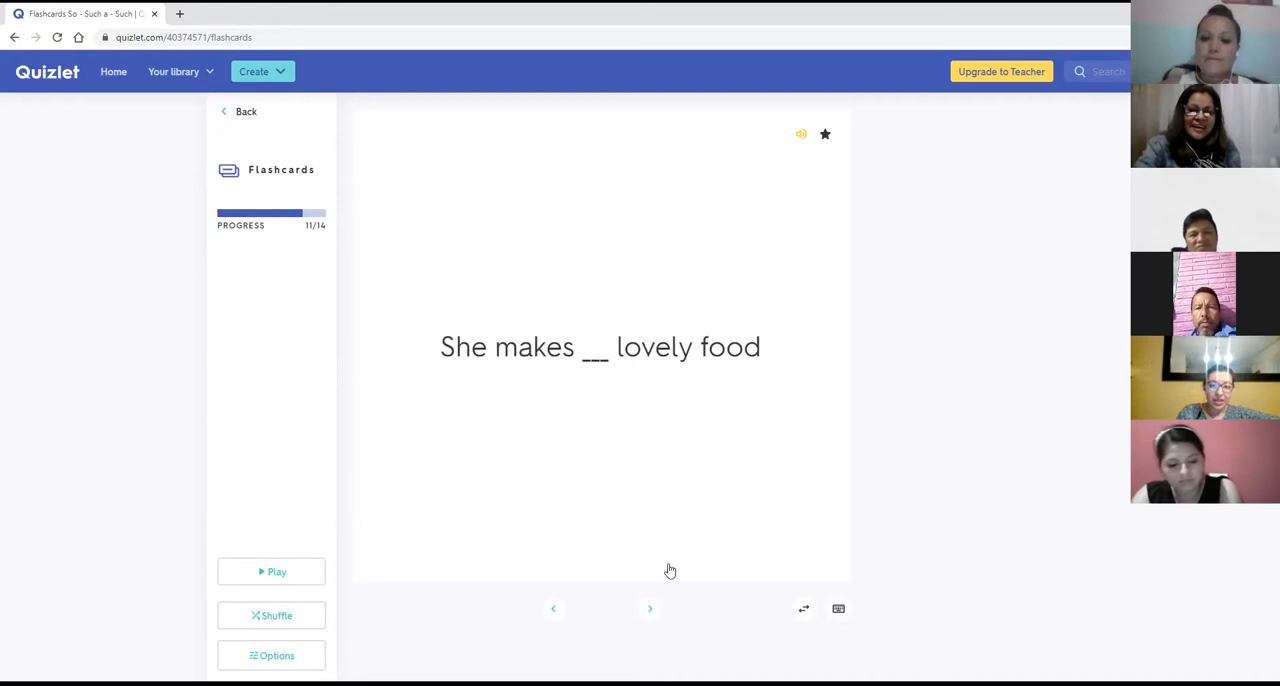 Flashcards So - Such a - Such |
quizlet.com/40374571/flashcards
Quizlet Home Your library Create Upgrade to Teacher Search
Back
Flashcards
PROGRESS 11/14
She makes ___ lovely food
Play
Shuffle
Options